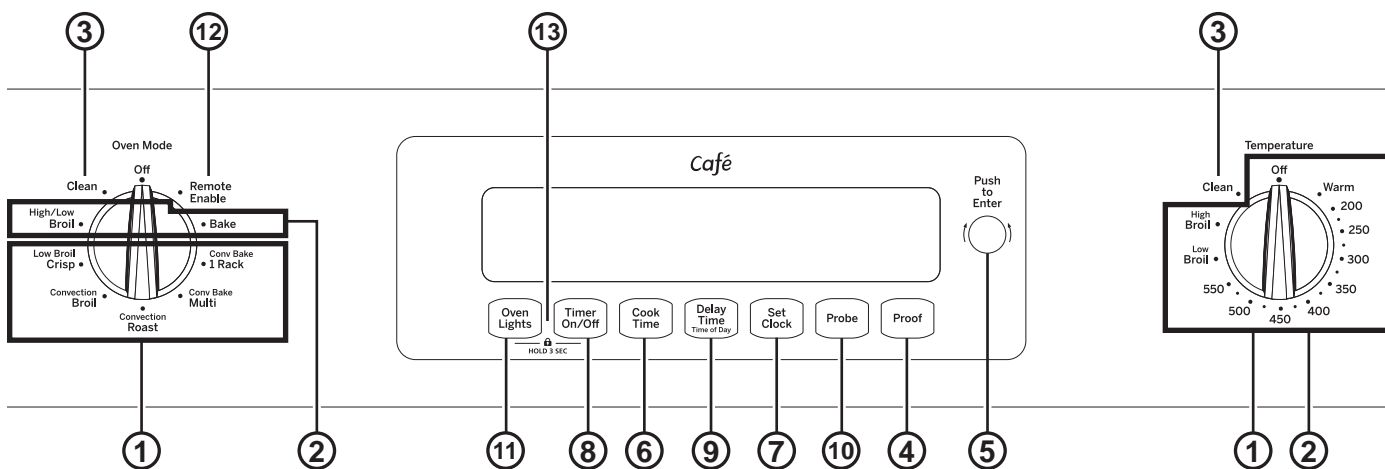 3
12
13
3
Oven Mode
Off
Clean
Remote
Enable
High/Low
Broil
Bake
Low Broil
Crisp
Conv Bake
1 Rack
Convection
Broil
Conv Bake
Multi
Convection
Roast
Café
Push
to
Enter
Oven
Lights
Timer
On/Off
Cook
Time
Delay
Time
Time of Day
Set
Clock
Probe
Proof
HOLD 3 SEC
Temperature
Off
Clean
Warm
High
Broil
200
250
Low
Broil
300
550
350
500
450
400
1
2
11
8
6
9
7
10
4
5
1
2